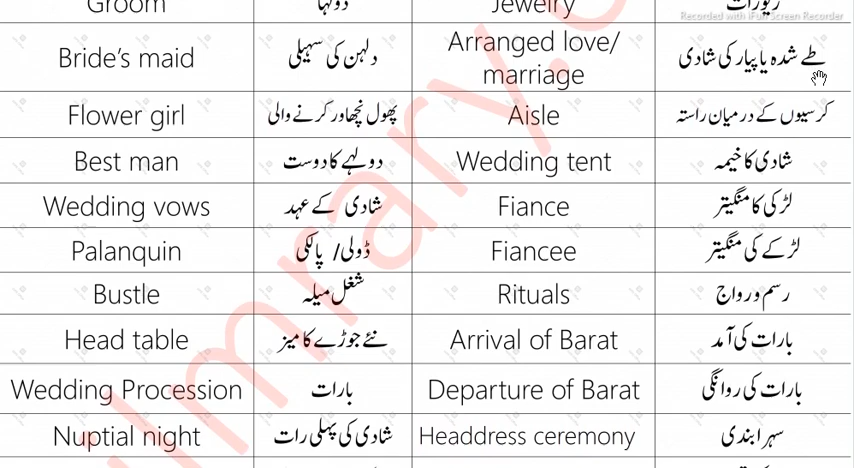 Groom دولہا Jewelry زیورات
Recorded with iFun Screen Recorder
Bride's maid دلہن کی سہیلی Arranged love/ marriage طے شدہ یا پیار کی شادی
Flower girl پھول نچھاور کرنے والی Aisle کرسیوں کے درمیان راستہ
Best man دولہے کا دوست Wedding tent شادی کا خیمہ
Wedding vows شادی کے عہد Fiance لڑکی کا منگیتر
Palanquin ڈولی/ پالکی Fiancee لڑکے کی منگیتر
Bustle شغل میلہ Rituals رسم و رواج
Head table نئے جوڑے کا میز Arrival of Barat بارات کی آمد
Wedding Procession بارات Departure of Barat بارات کی روانگی
Nuptial night شادی کی پہلی رات Headdress ceremony سہرا بندی